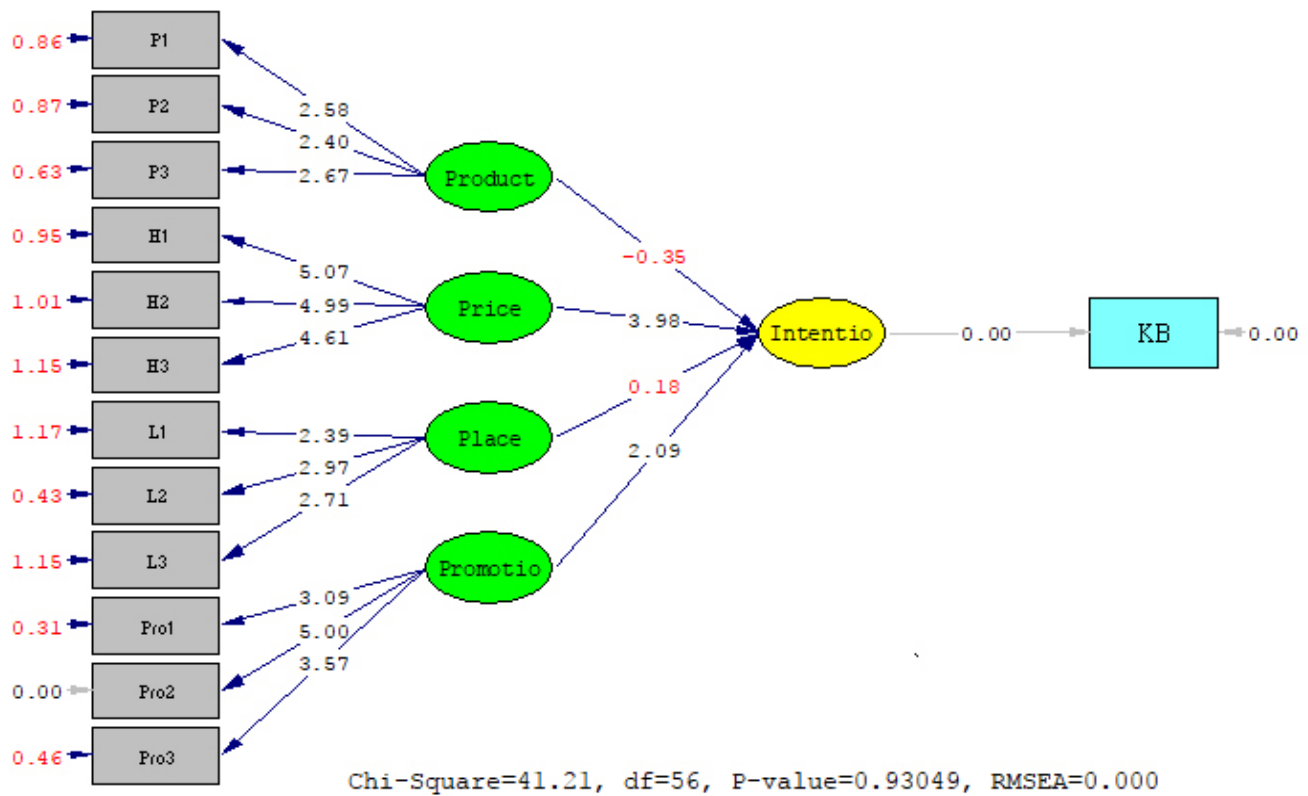 0.86 P1
0.87 P2
0.63 P3
0.95 H1
1.01 H2
1.15 H3
1.17 L1
0.43 L2
1.15 L3
0.31 Pro1
0.00 Pro2
0.46 Pro3
2.58
2.40
2.67
5.07
4.99
4.61
2.39
2.97
2.71
3.09
5.00
3.57
Product
Price
Place
Promotio
-0.35
3.98
0.18
2.09
Intentio
0.00
KB
0.00
Chi-Square=41.21, df=56, P-value=0.93049, RMSEA=0.000